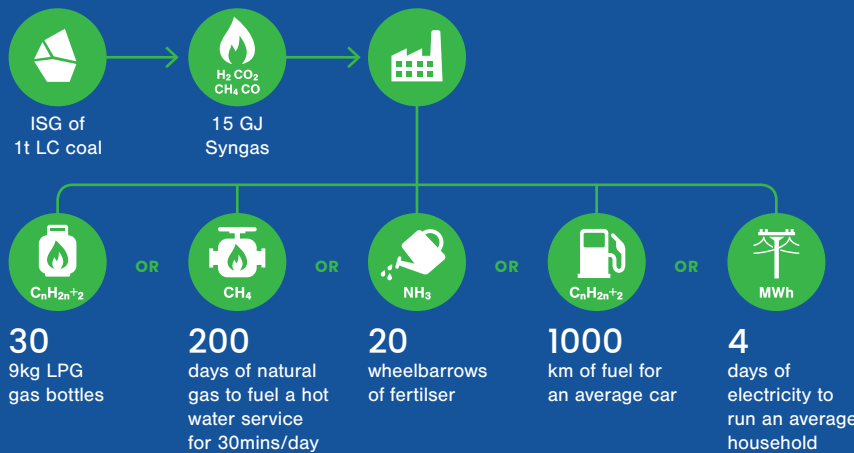 H₂ CO₂
CH₄ CO
ISG of
1t LC coal
15 GJ
Syngas
CₙH₂ₙ⁺₂
OR
CH₄
OR
NH₃
OR
CₙH₂ₙ⁺₂
OR
MWh
30
9kg LPG
gas bottles
200
days of natural
gas to fuel a hot
water service
for 30mins/day
20
wheelbarrows
of fertilser
1000
km of fuel for
an average car
4
days of
electricity to
run an average
household